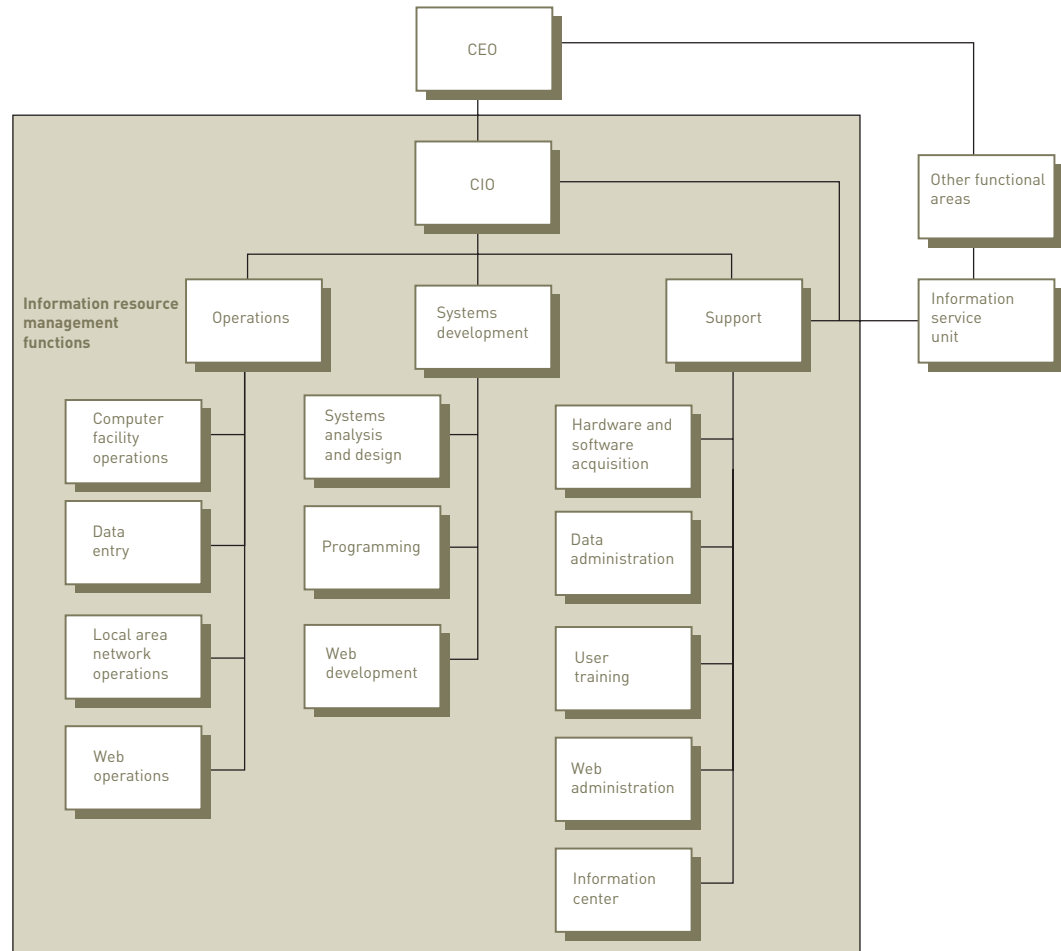 CEO
CIO
Other functional
areas
Information resource
management
functions
Operations
Systems
development
Support
Information
service
unit
Computer
facility
operations
Data
entry
Local area
network
operations
Web
operations
Systems
analysis
and design
Programming
Web
development
Hardware and
software
acquisition
Data
administration
User
training
Web
administration
Information
center